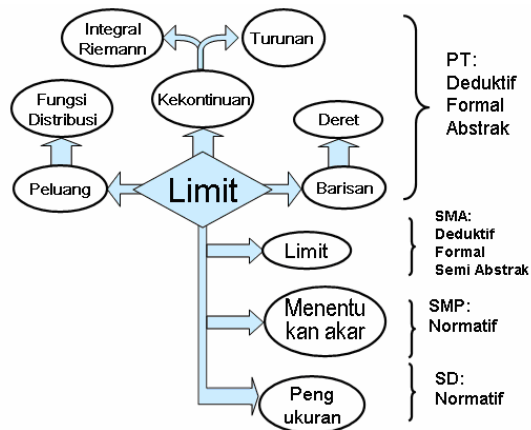 Integral
Riemann
Turunan
Fungsi
Distribusi
Kekontinuan
Deret
Peluang
Limit
Barisan
PT:
Deduktif
Formal
Abstrak
Limit
SMA:
Deduktif
Formal
Semi Abstrak
Menentu
kan akar
SMP:
Normatif
Peng
ukuran
SD:
Normatif